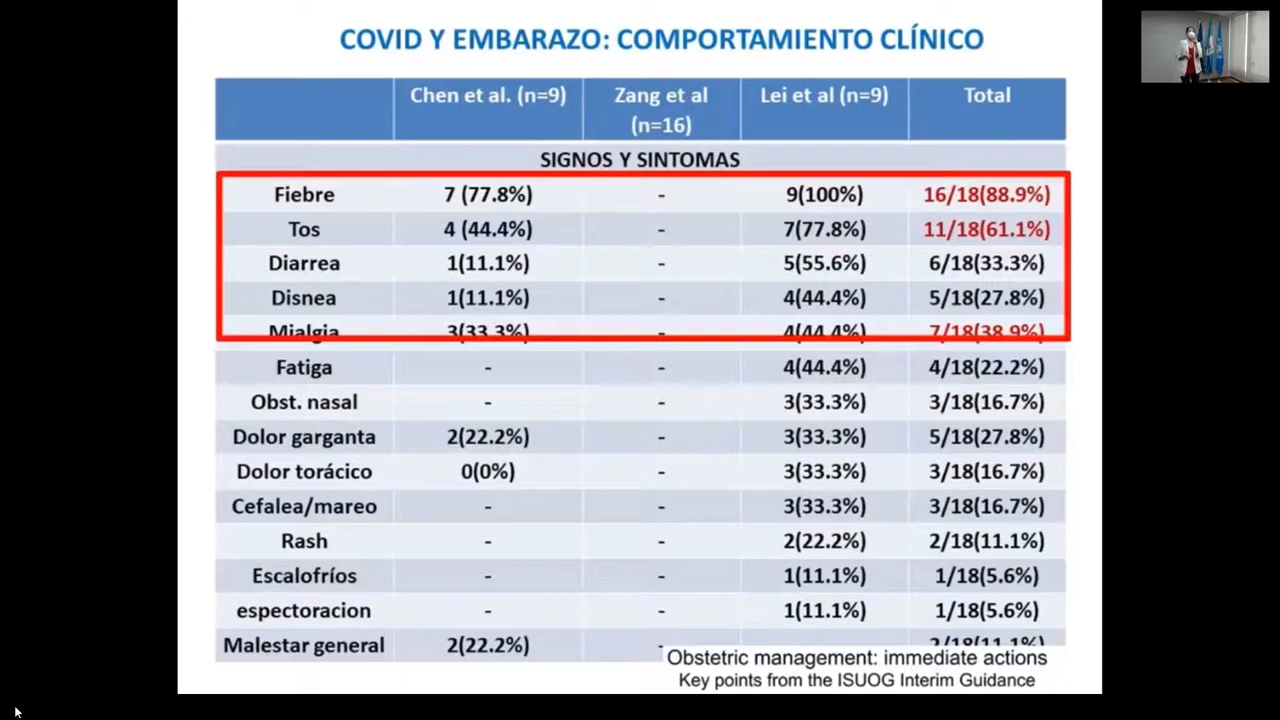 COVID Y EMBARAZO: COMPORTAMIENTO CLÍNICO
Chen et al. (n=9) Zang et al (n=16) Lei et al (n=9) Total
SIGNOS Y SINTOMAS
Fiebre 7 (77.8%) - 9(100%) 16/18(88.9%)
Tos 4 (44.4%) - 7(77.8%) 11/18(61.1%)
Diarrea 1(11.1%) - 5(55.6%) 6/18(33.3%)
Disnea 1(11.1%) - 4(44.4%) 5/18(27.8%)
Mialgia 3(33.3%) - 4(44.4%) 7/18(38.9%)
Fatiga - - 4(44.4%) 4/18(22.2%)
Obst. nasal - - 3(33.3%) 3/18(16.7%)
Dolor garganta 2(22.2%) - 3(33.3%) 5/18(27.8%)
Dolor torácico 0(0%) - 3(33.3%) 3/18(16.7%)
Cefalea/mareo - - 3(33.3%) 3/18(16.7%)
Rash - - 2(22.2%) 2/18(11.1%)
Escalofríos - - 1(11.1%) 1/18(5.6%)
espectoracion - - 1(11.1%) 1/18(5.6%)
Malestar general 2(22.2%) - 2/18(11.1%)
Obstetric management: immediate actions
Key points from the ISUOG Interim Guidance